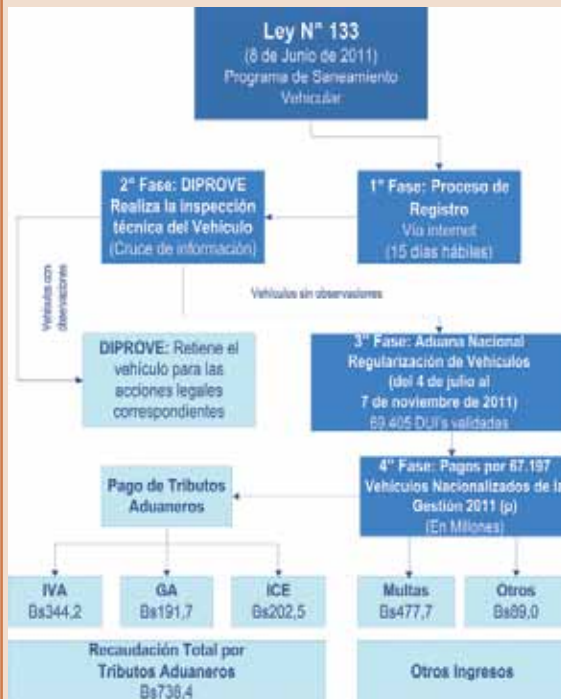 Ley N° 133
(8 de Junio de 2011)
Programa de Saneamiento
Vehicular
1° Fase: Proceso de
Registro
Vío internet
(15 días hábiles)
2° Fase: DIPROVE
Realiza la inspección
técnica del Vehículo
(Cruce de información)
Vehículos con
observaciones
Vehículos sin observaciones
DIPROVE: Retiene el
vehículo para las
acciones legales
correspondientes
3° Fase: Aduana Nacional
Regularización de Vehículos
(del 4 de julio al
7 de noviembre de 2011)
69.405 DUI's validadas
4° Fase: Pagos por 67.197
Vehículos Nacionalizados de la
Gestión 2011 (p)
(En Millones)
Pago de Tributos
Aduaneros
IVA
Bs344,2
GA
Bs191,7
ICE
Bs202,5
Multas
Bs477,7
Otros
Bs89,0
Recaudación Total por
Tributos Aduaneros
Bs738,4
Otros Ingresos